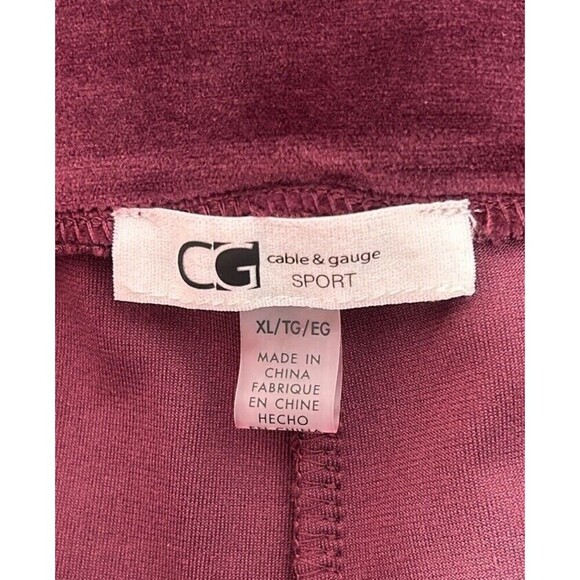 CG cable & gauge
SPORT
XL/TG/EG
MADE IN
CHINA
FABRIQUE
EN CHINE
HECHO